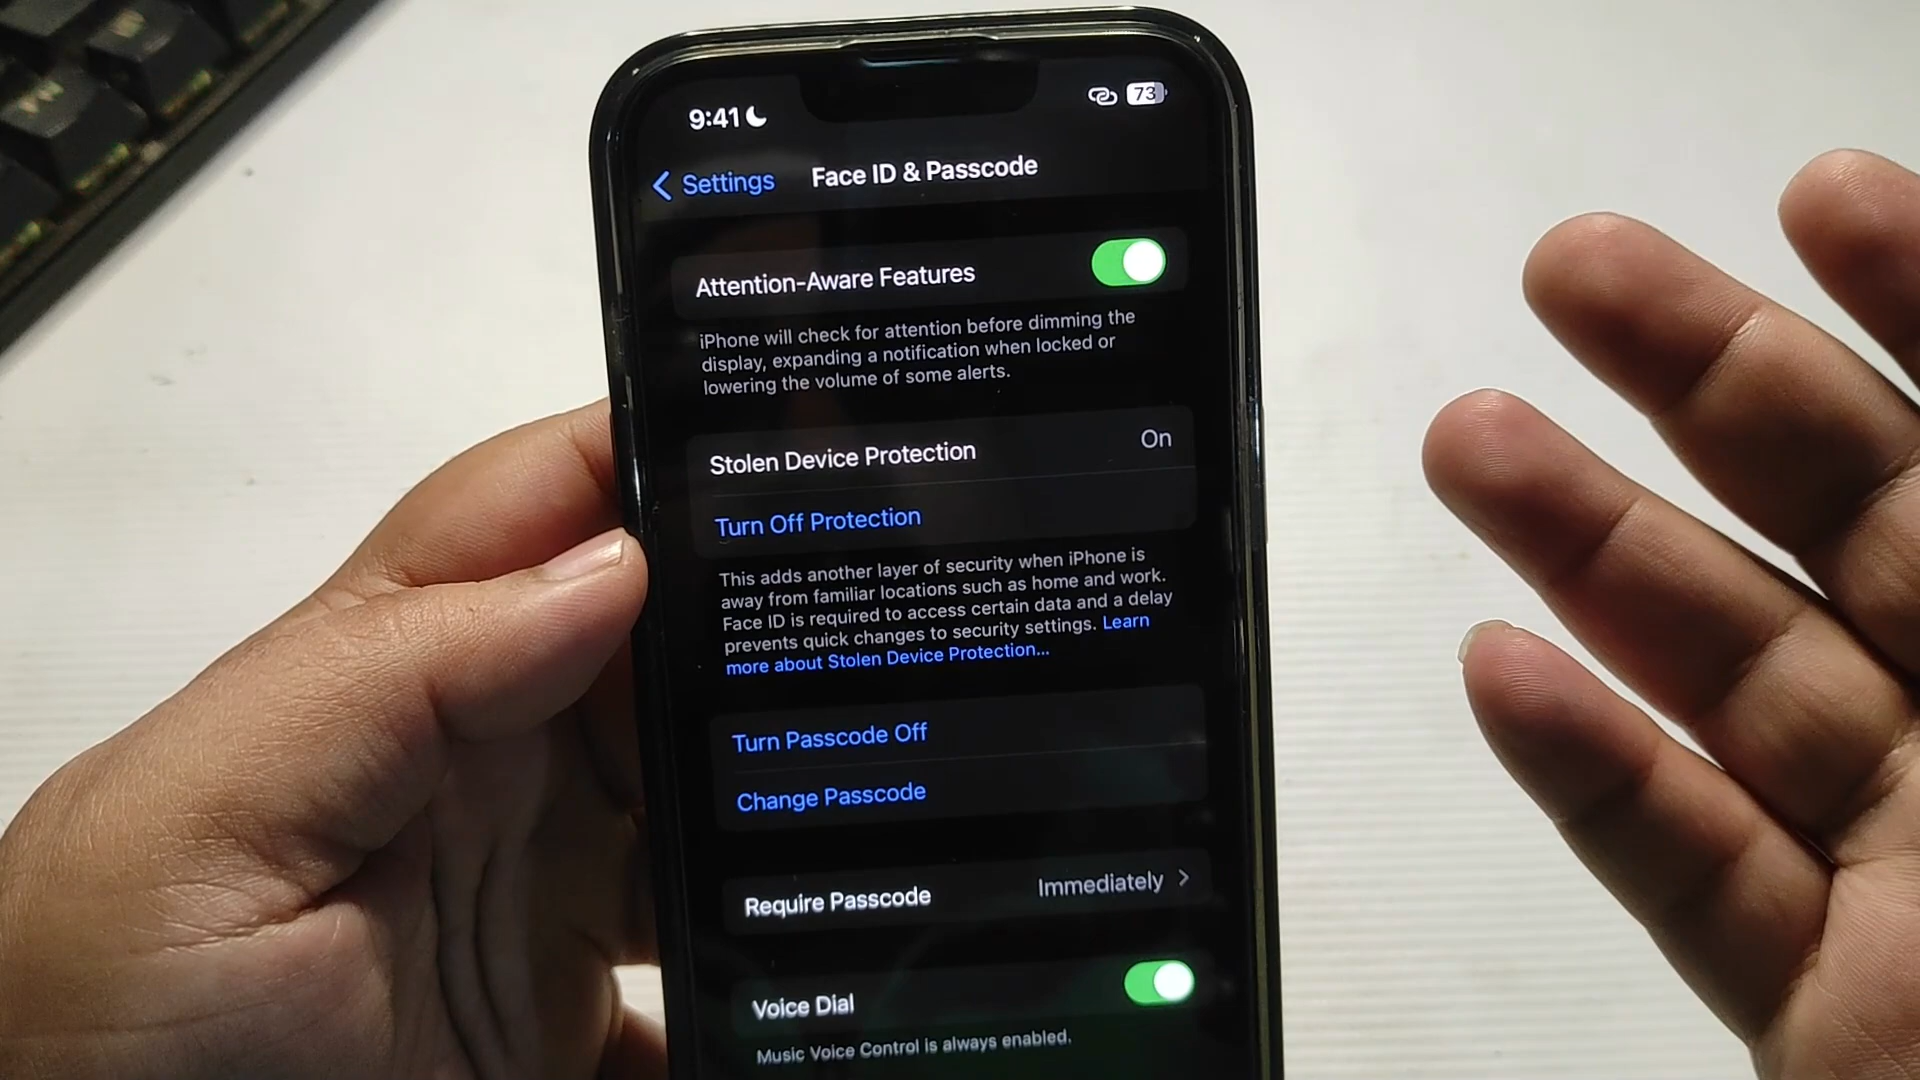 9:41
73
Settings
Face ID & Passcode
Attention-Aware Features
iPhone will check for attention before dimming the
display, expanding a notification when locked or
lowering the volume of some alerts.
Stolen Device Protection
On
Turn Off Protection
This adds another layer of security when iPhone is
away from familiar locations such as home and work.
Face ID is required to access certain data and a delay
prevents quick changes to security settings. Learn
more about Stolen Device Protection...
Turn Passcode Off
Change Passcode
Require Passcode
Immediately
Voice Dial
Music Voice Control is always enabled.